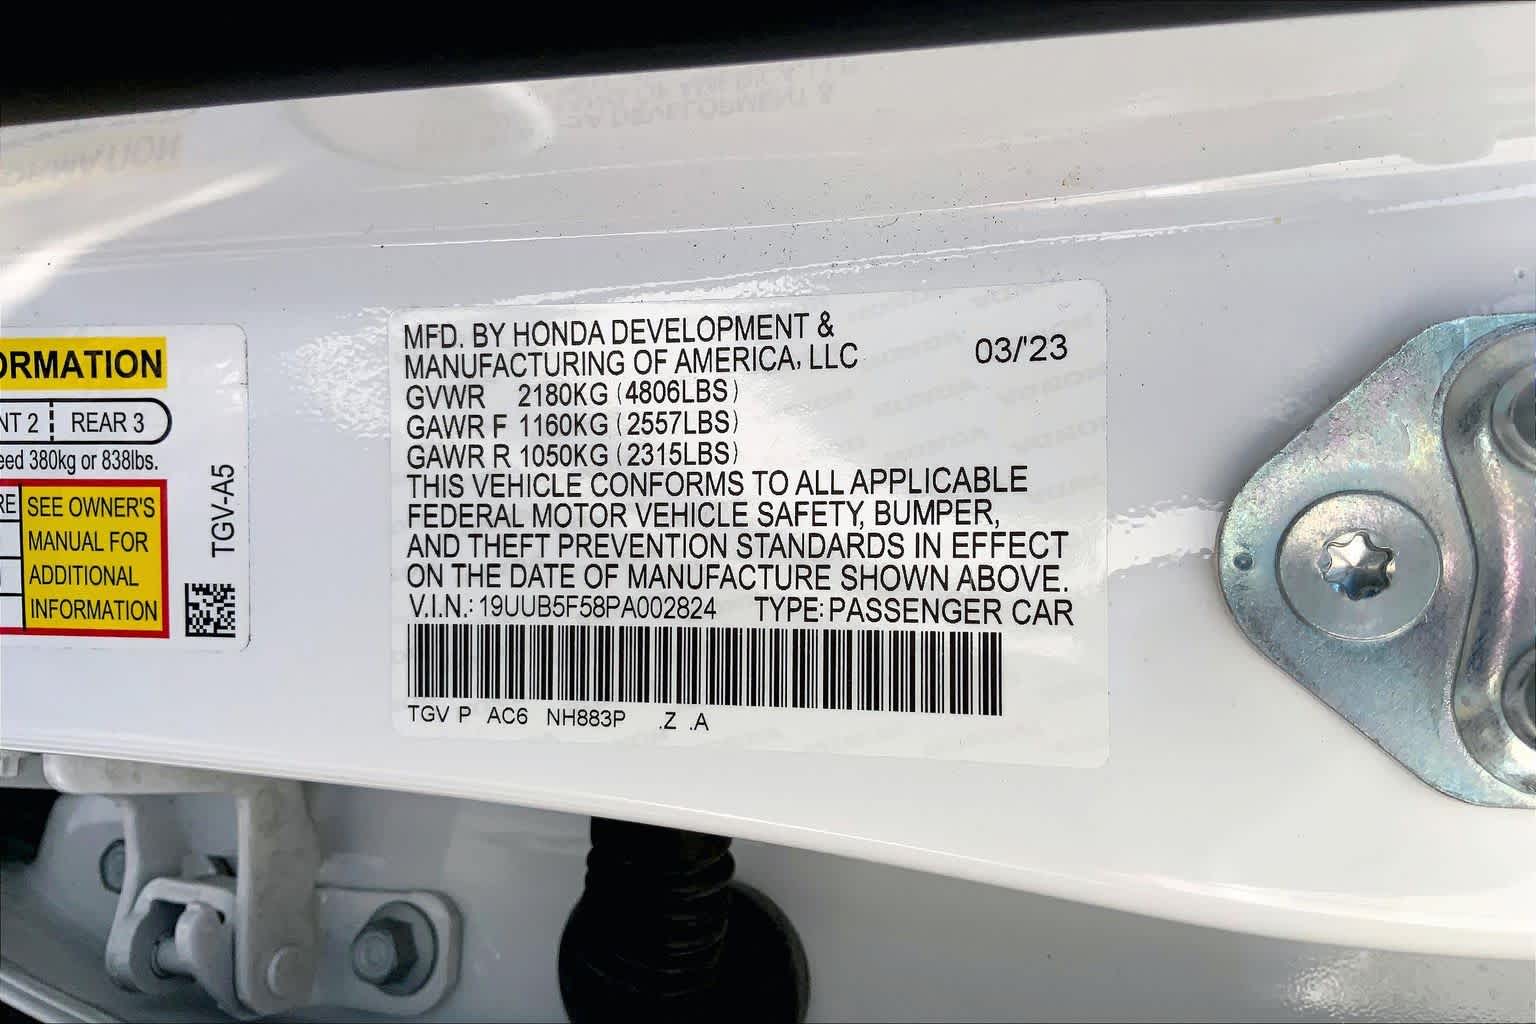 ORMATION
NT 2 REAR 3
eed 380kg or 838lbs.
RE
SEE OWNER'S
MANUAL FOR
ADDITIONAL
INFORMATION
TGV-A5
MFD. BY HONDA DEVELOPMENT &
MANUFACTURING OF AMERICA, LLC
03/'23
GVWR 2180KG (4806LBS)
GAWR F 1160KG (2557LBS)
GAWR R 1050KG (2315LBS)
THIS VEHICLE CONFORMS TO ALL APPLICABLE
FEDERAL MOTOR VEHICLE SAFETY, BUMPER,
AND THEFT PREVENTION STANDARDS IN EFFECT
ON THE DATE OF MANUFACTURE SHOWN ABOVE.
V.I.N.: 19UUB5F58PA002824 TYPE: PASSENGER CAR
TGV P AC6 NH883P .Z .A